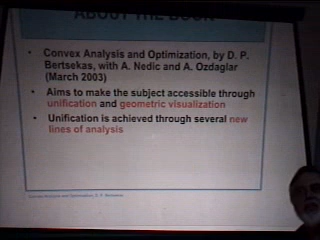 ABOUT THE BOOK
• Convex Analysis and Optimization, by D. P.
Bertsekas, with A. Nedic and A. Ozdaglar
(March 2003)
• Aims to make the subject accessible through
unification and geometric visualization
• Unification is achieved through several new
lines of analysis
Convex Analysis and Optimization, D. P. Bertsekas